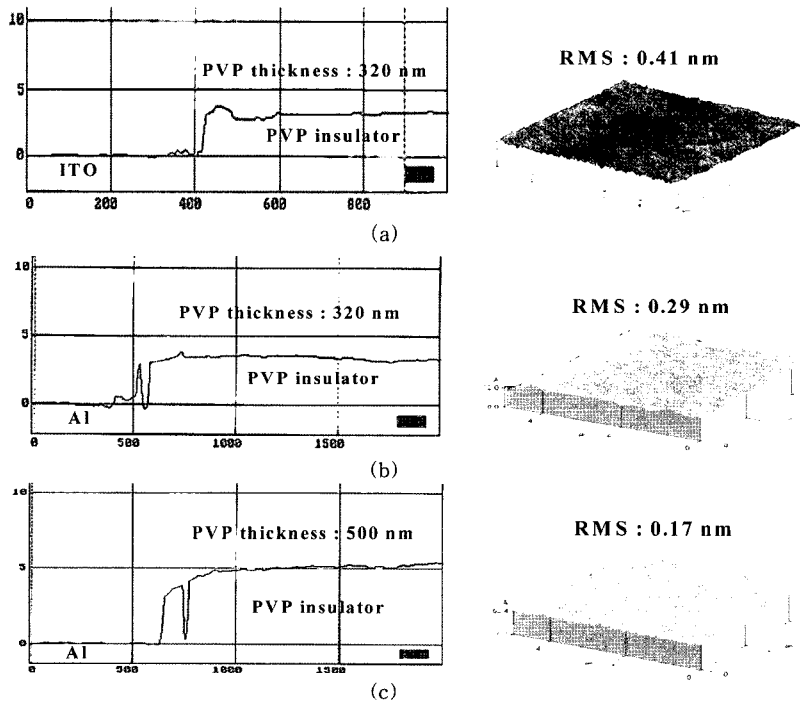 10
PVP thickness : 320 nm
RMS : 0.41 nm
5
PVP insulator
0
ITO
0 200 400 600 800
(a)
10
PVP thickness : 320 nm
RMS : 0.29 nm
5
PVP insulator
0
Al
0 500 1000 1500
(b)
10
PVP thickness : 500 nm
RMS : 0.17 nm
5
PVP insulator
0
Al
0 500 1000 1500
(c)